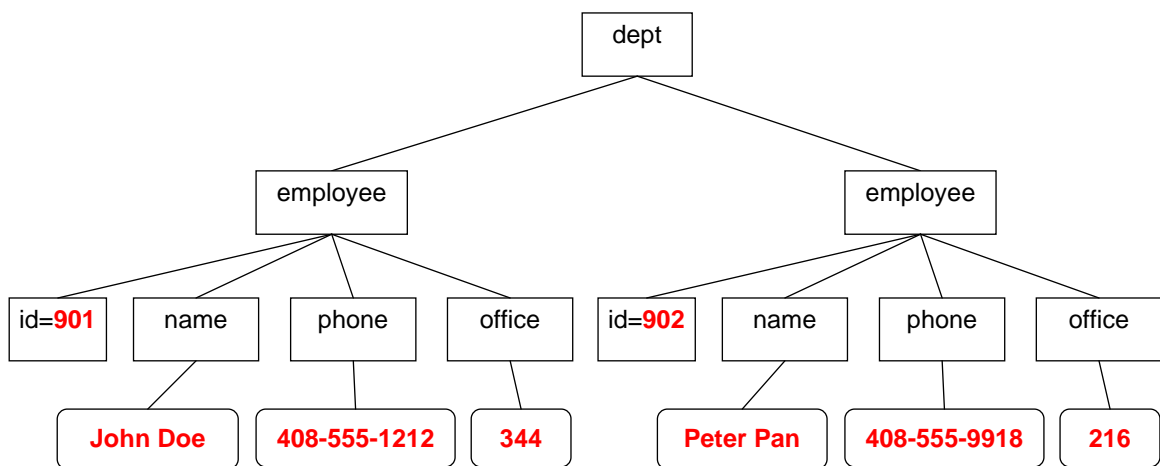 dept
employee
employee
id=901
name
phone
office
id=902
name
phone
office
John Doe
408-555-1212
344
Peter Pan
408-555-9918
216